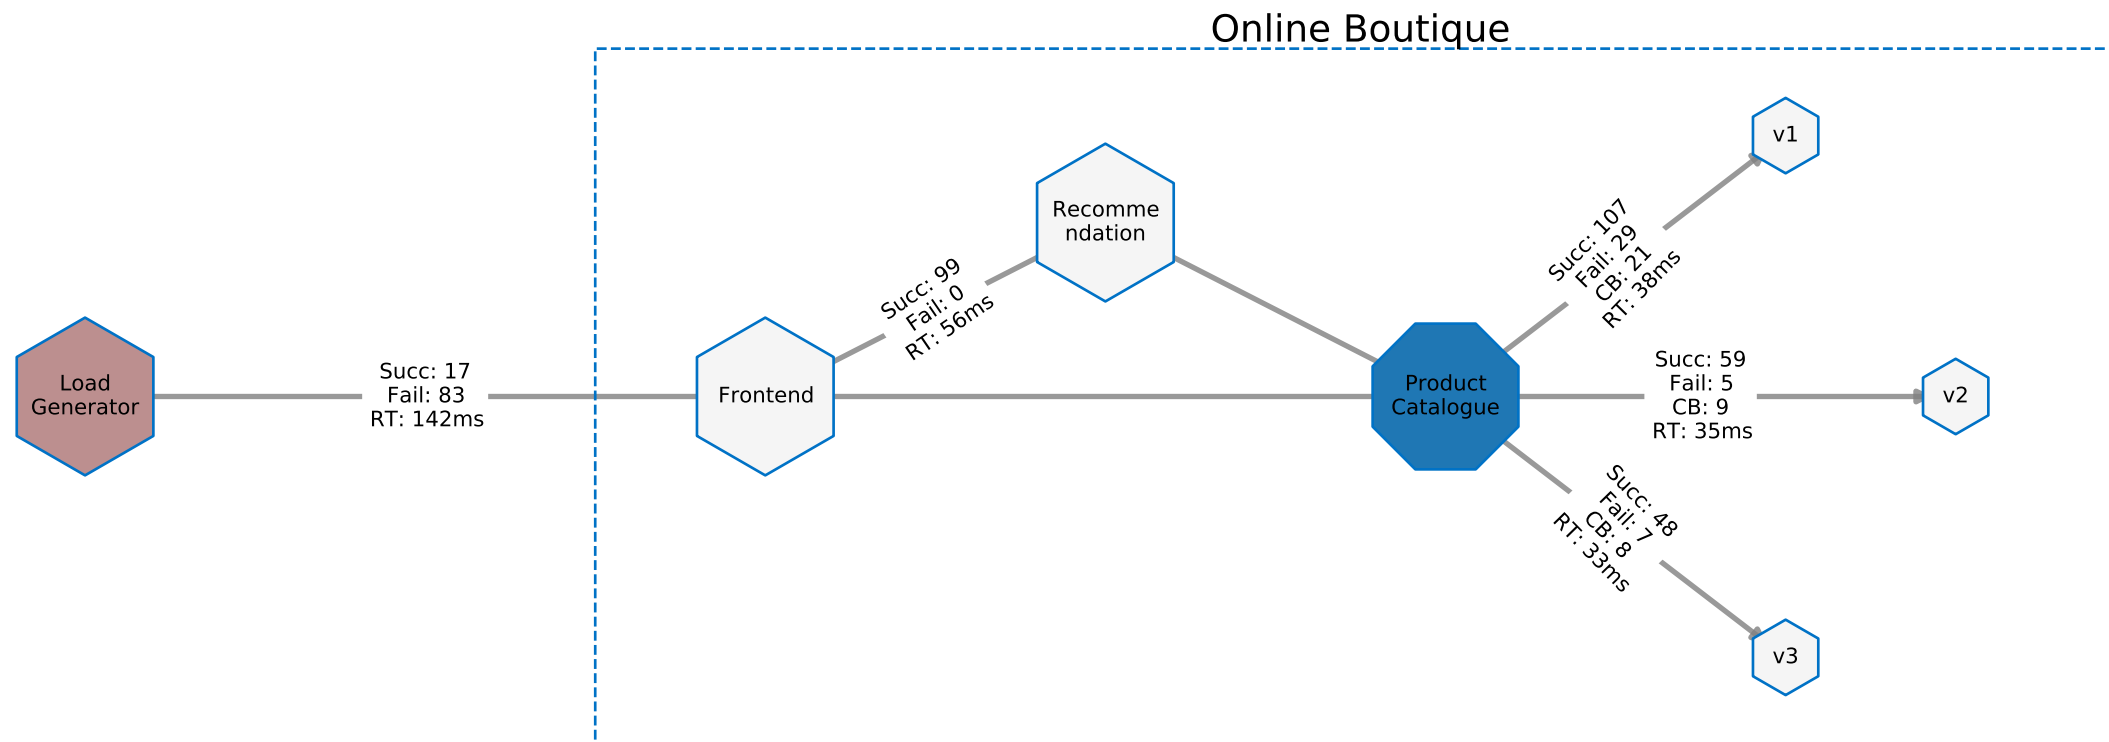 Online Boutique
v1
Recomme
ndation
Succ: 107
Fail: 29
CB: 21
RT: 38ms
Succ: 99
Fail: 0
RT: 56ms
Load
Generator
Succ: 17
Fail: 83
RT: 142ms
Frontend
Product
Catalogue
Succ: 59
Fail: 5
CB: 9
RT: 35ms
v2
Succ: 48
Fail: 7
CB: 8
RT: 33ms
v3